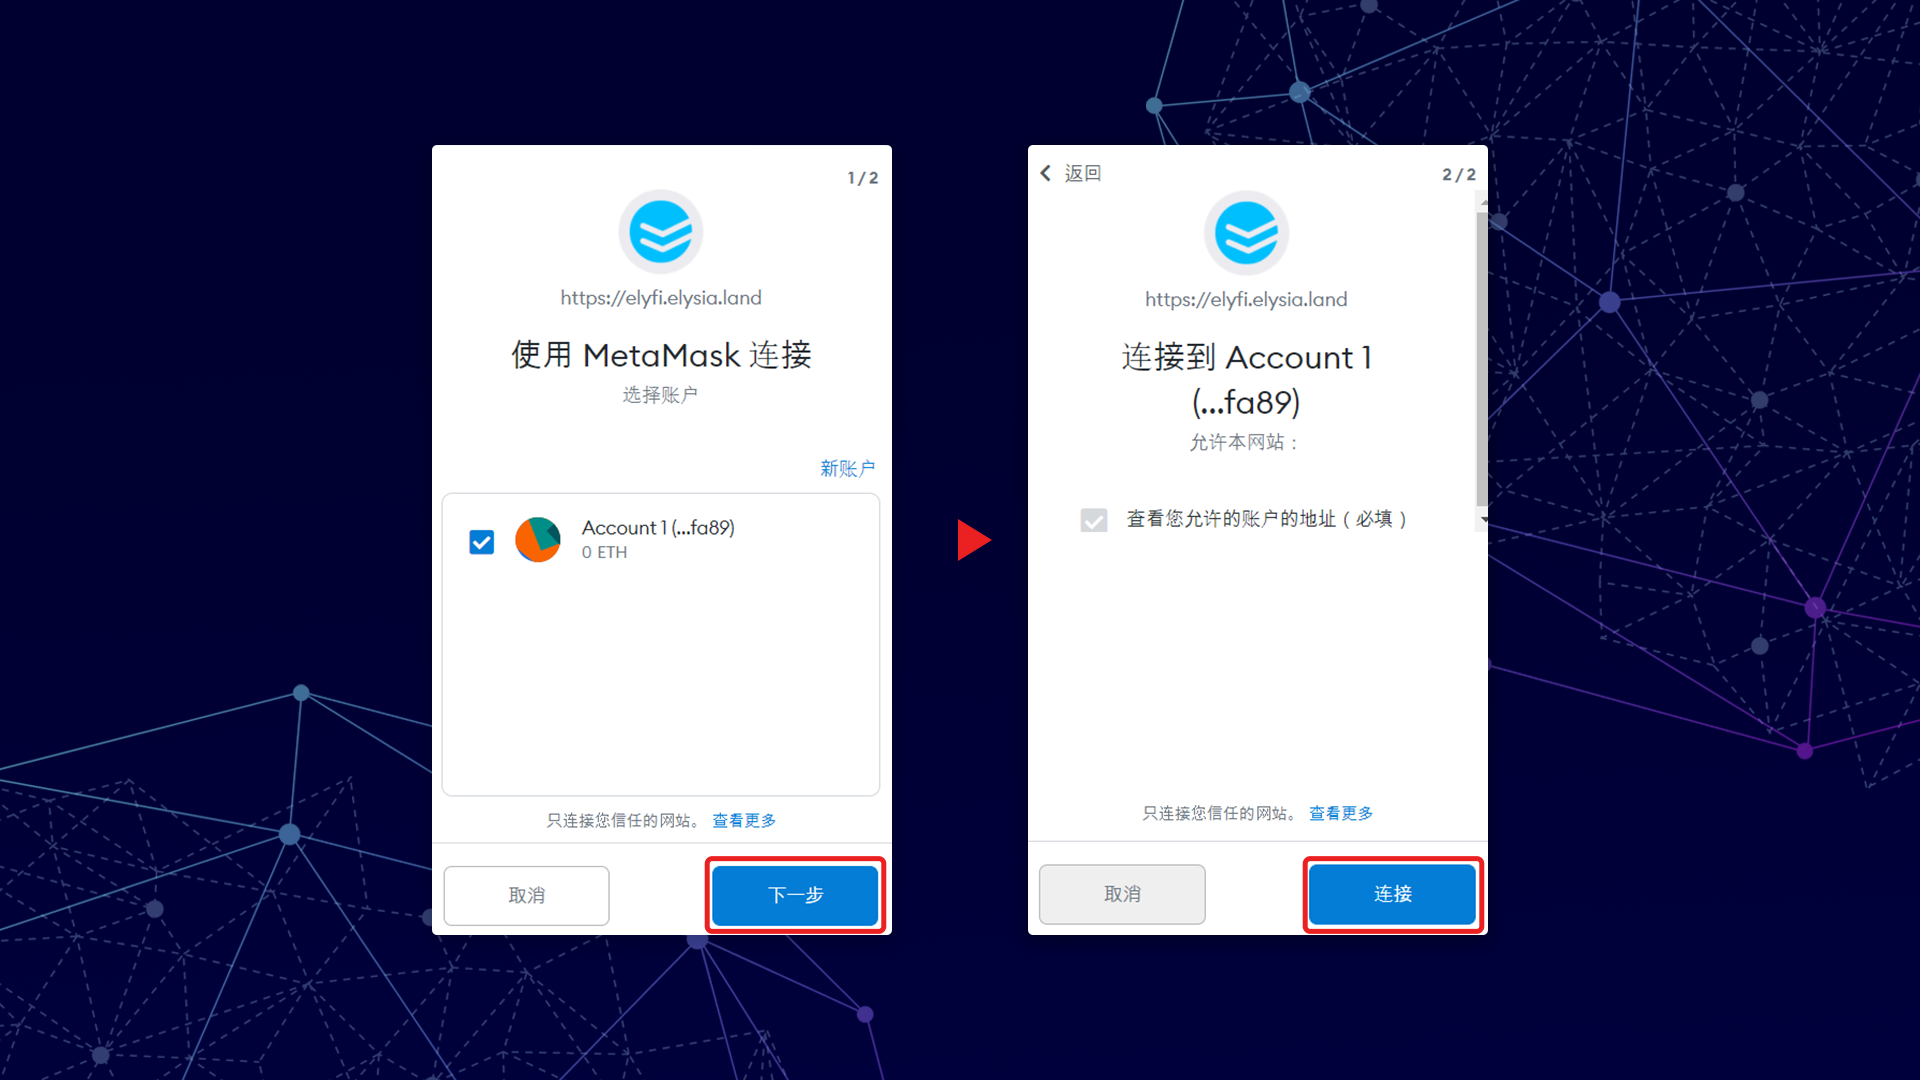 1/2
https://elyfi.elysia.land
使用 MetaMask 连接
选择账户
新账户
Account 1 (...fa89)
0 ETH
只连接您信任的网站。 查看更多
取消
下一步
返回
2/2
https://elyfi.elysia.land
连接到 Account 1
(...fa89)
允许本网站：
查看您允许的账户的地址（必填）
只连接您信任的网站。 查看更多
取消
连接